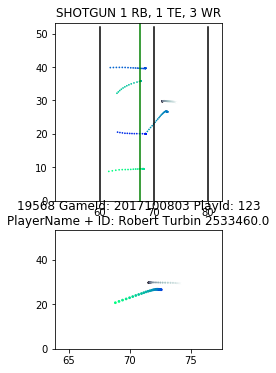 SHOTGUN 1 RB, 1 TE, 3 WR
50
40
30
20
10
0
60 70 80
19568 GameId: 2017100803 PlayId: 123
PlayerName + ID: Robert Turbin 2533460.0
40
20
0
65 70 75